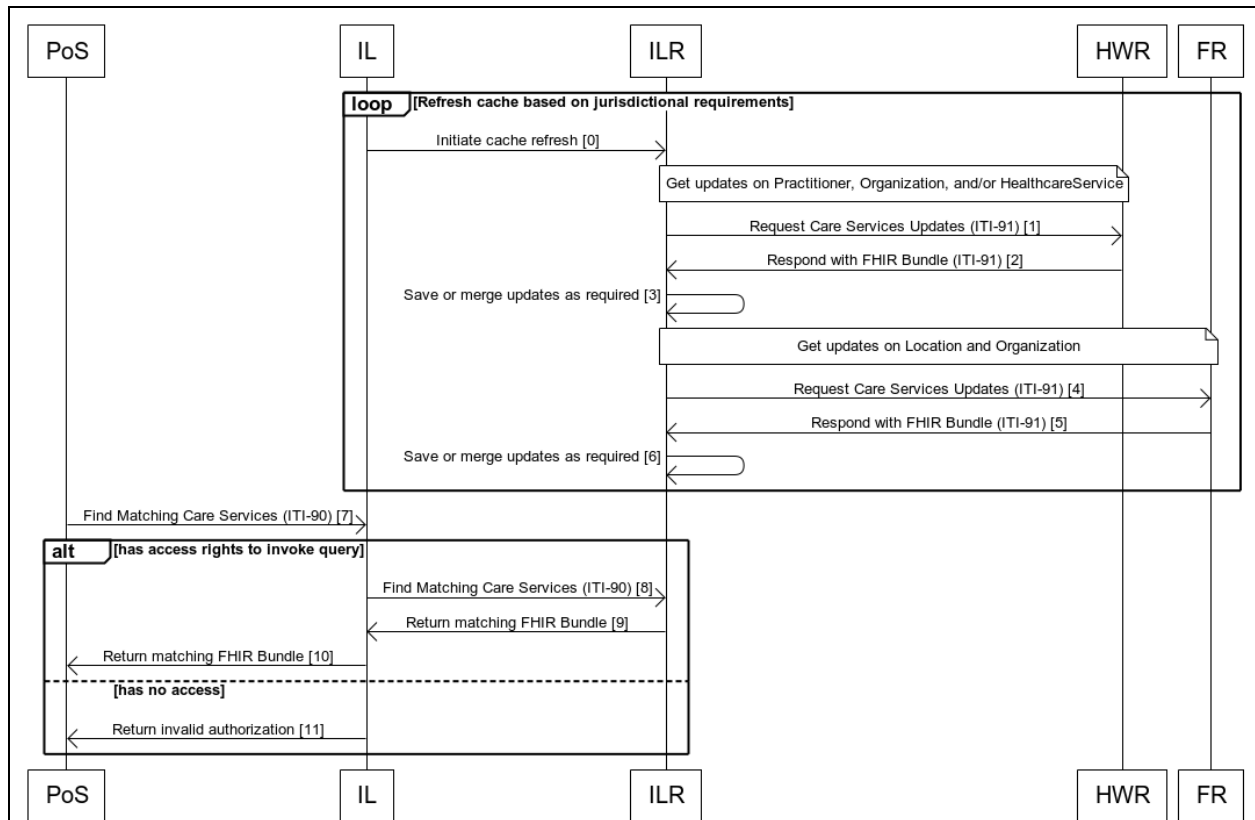 PoS
IL
ILR
HWR
FR
loop
[Refresh cache based on jurisdictional requirements]
Initiate cache refresh [0]
Get updates on Practitioner, Organization, and/or HealthcareService
Request Care Services Updates (ITI-91) [1]
Respond with FHIR Bundle (ITI-91) [2]
Save or merge updates as required [3]
Get updates on Location and Organization
Request Care Services Updates (ITI-91) [4]
Respond with FHIR Bundle (ITI-91) [5]
Save or merge updates as required [6]
Find Matching Care Services (ITI-90) [7]
alt
[has access rights to invoke query]
Find Matching Care Services (ITI-90) [8]
Return matching FHIR Bundle [9]
Return matching FHIR Bundle [10]
[has no access]
Return invalid authorization [11]
PoS
IL
ILR
HWR
FR